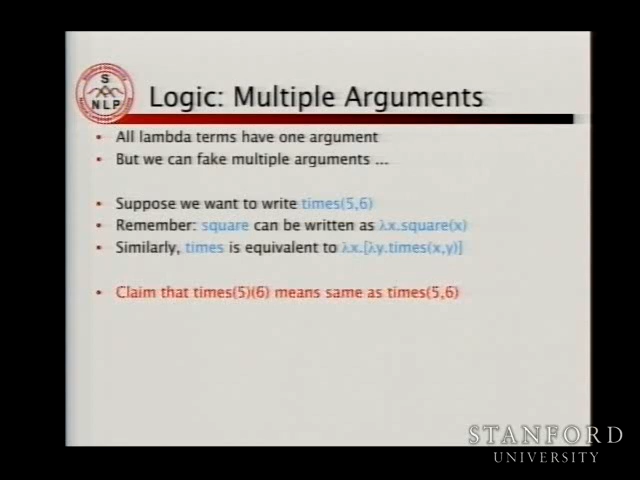 S
NLP
Logic: Multiple Arguments
• All lambda terms have one argument
• But we can fake multiple arguments ...
• Suppose we want to write times(5,6)
• Remember: square can be written as λx.square(x)
• Similarly, times is equivalent to λx.[λy.times(x,y)]
• Claim that times(5)(6) means same as times(5,6)
STANFORD
UNIVERSITY